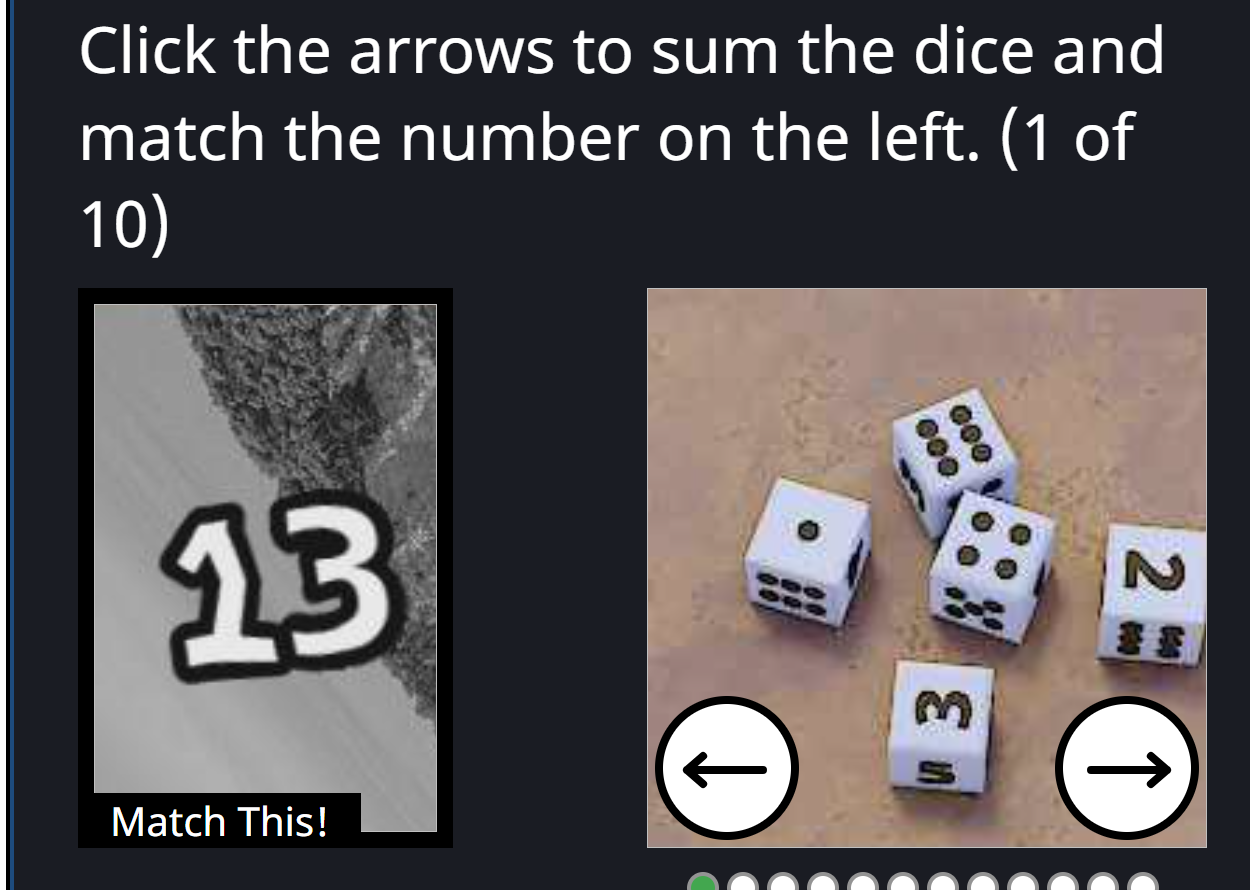 Click the arrows to sum the dice and
match the number on the left. (1 of
10)
13
Match This!
2
3